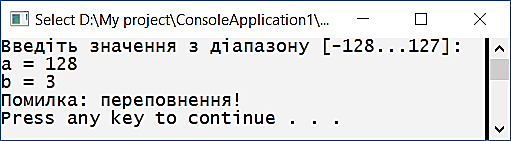 Select D:\My project\ConsoleApplication1\...
Введіть значення з діапазону [-128...127]:
a = 128
b = 3
Помилка: переповнення!
Press any key to continue . . .